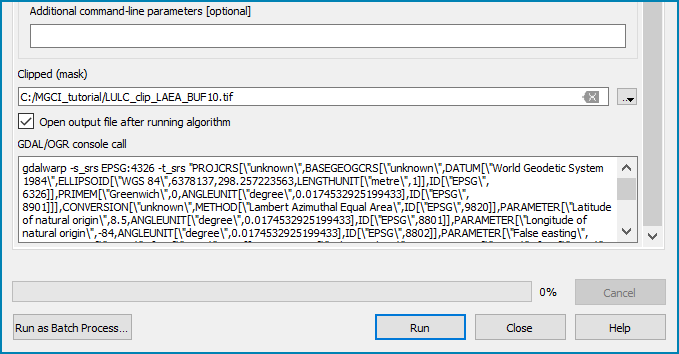 Additional command-line parameters [optional]
Clipped (mask)
C:/MGCI_tutorial/LULC_clip_LAEA_BUF10.tif
...
Open output file after running algorithm
GDAL/OGR console call
gdalwarp -s_srs EPSG:4326 -t_srs "PROJCRS[\"unknown\",BASEGEOGCRS[\"unknown\",DATUM[\"World Geodetic System
1984\",ELLIPSOID[\"WGS 84\",6378137,298.257223563,LENGTHUNIT[\"metre\",1]],ID[\"EPSG\",
6326]],PRIMEM[\"Greenwich\",0,ANGLEUNIT[\"degree\",0.0174532925199433],ID[\"EPSG\",
8901]]],CONVERSION[\"unknown\",METHOD[\"Lambert Azimuthal Equal Area\",ID[\"EPSG\",9820]],PARAMETER[\"Latitude
of natural origin\",8.5,ANGLEUNIT[\"degree\",0.0174532925199433],ID[\"EPSG\",8801]],PARAMETER[\"Longitude of
natural origin\",-84,ANGLEUNIT[\"degree\",0.0174532925199433],ID[\"EPSG\",8802]],PARAMETER[\"False easting\",
0%
Cancel
Run as Batch Process...
Run
Close
Help